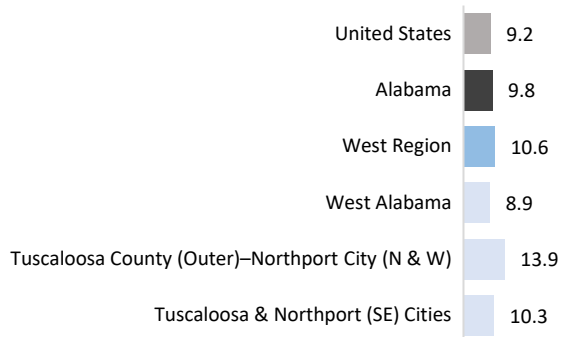 United States 9.2
Alabama 9.8
West Region 10.6
West Alabama 8.9
Tuscaloosa County (Outer)–Northport City (N & W) 13.9
Tuscaloosa & Northport (SE) Cities 10.3